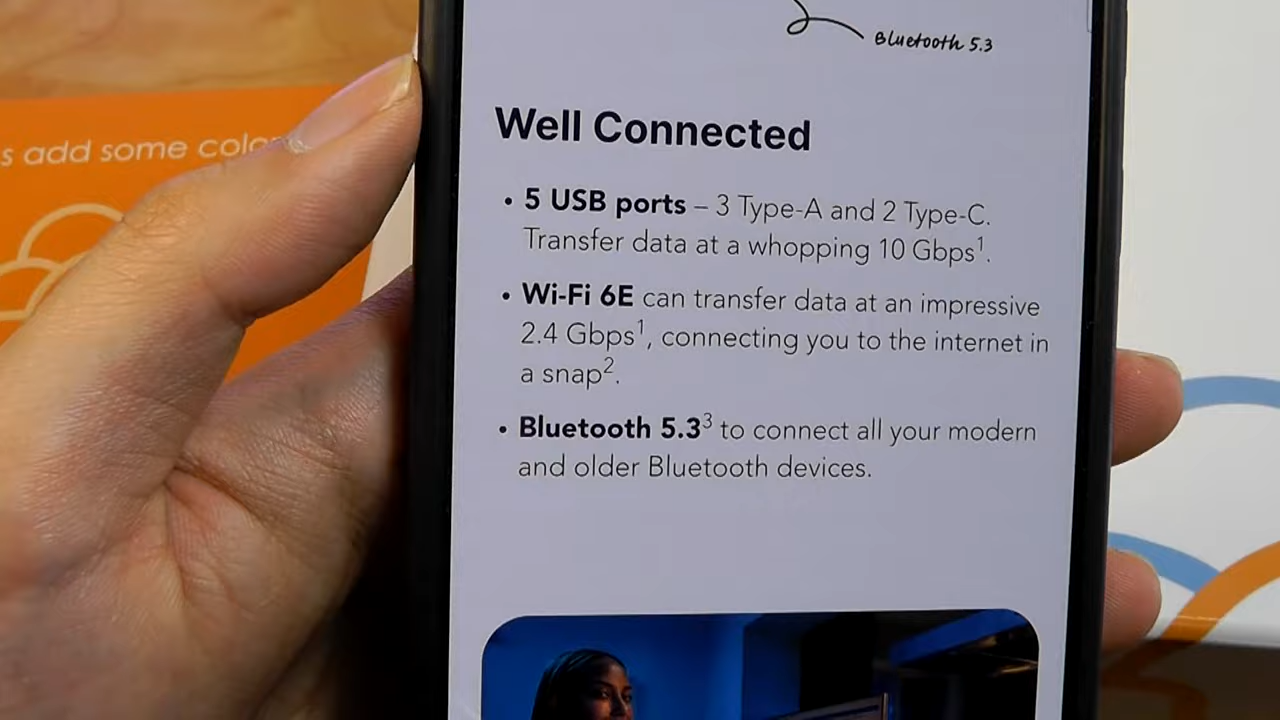 Bluetooth 5.3
s add some color
Well Connected
• 5 USB ports – 3 Type-A and 2 Type-C.
Transfer data at a whopping 10 Gbps¹.
• Wi-Fi 6E can transfer data at an impressive
2.4 Gbps¹, connecting you to the internet in
a snap².
• Bluetooth 5.3³ to connect all your modern
and older Bluetooth devices.